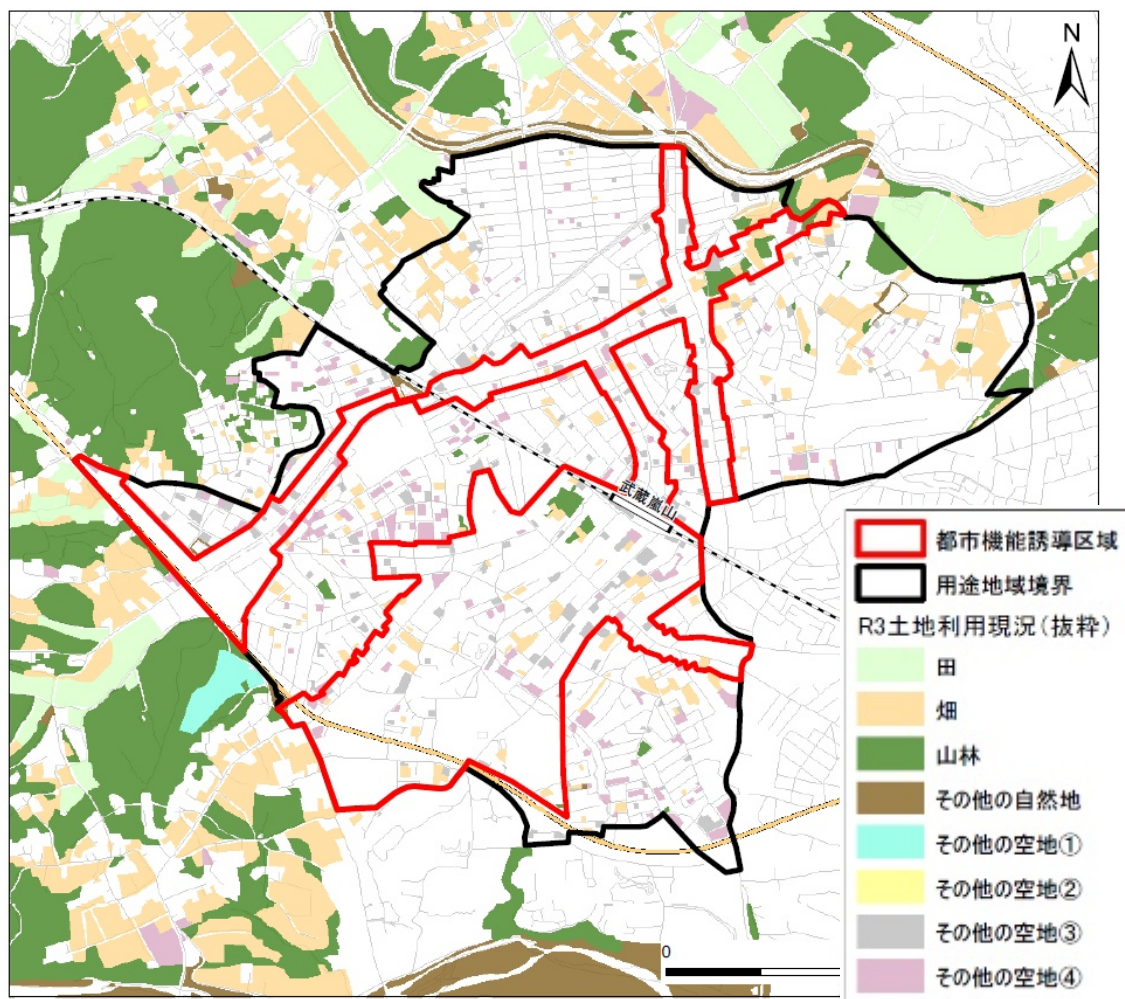 N
武蔵嵐山
都市機能誘導区域
用途地域境界
R3土地利用現況(抜粋)
田
畑
山林
その他の自然地
その他の空地①
その他の空地②
その他の空地③
その他の空地④
0